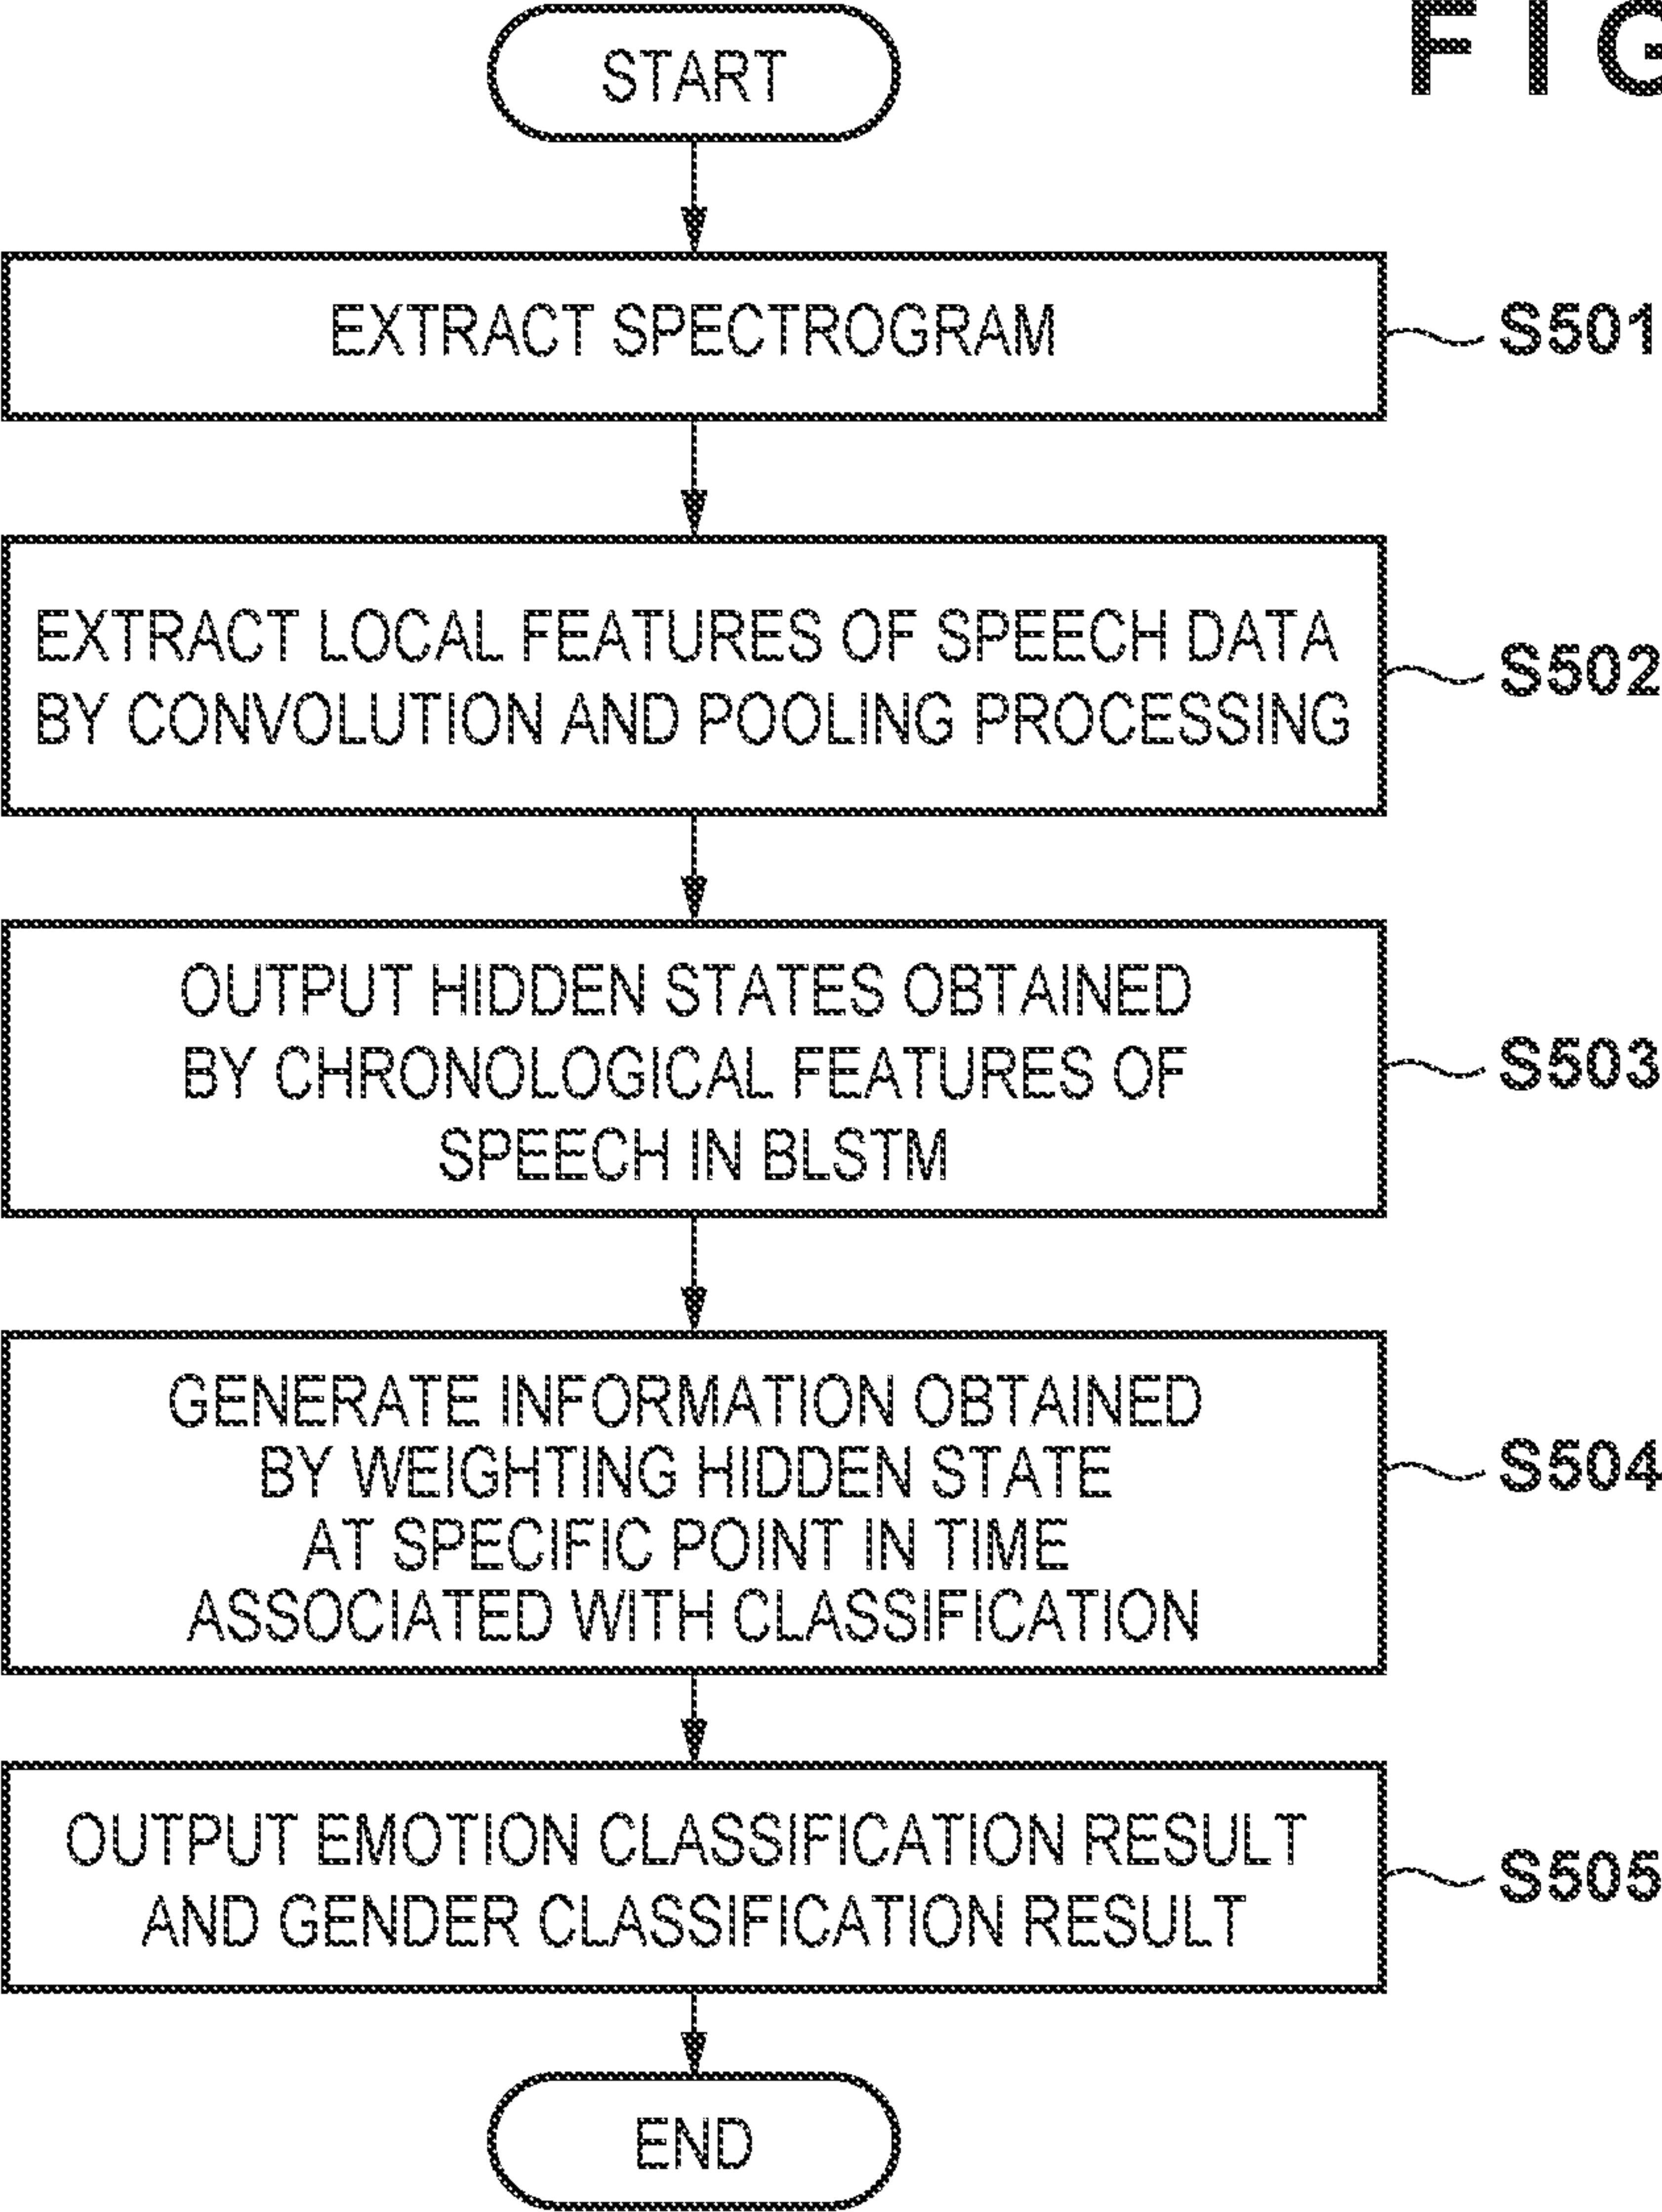 FIG
START
EXTRACT SPECTROGRAM
S501
EXTRACT LOCAL FEATURES OF SPEECH DATA
BY CONVOLUTION AND POOLING PROCESSING
S502
OUTPUT HIDDEN STATES OBTAINED
BY CHRONOLOGICAL FEATURES OF
SPEECH IN BLSTM
S503
GENERATE INFORMATION OBTAINED
BY WEIGHTING HIDDEN STATE
AT SPECIFIC POINT IN TIME
ASSOCIATED WITH CLASSIFICATION
S504
OUTPUT EMOTION CLASSIFICATION RESULT
AND GENDER CLASSIFICATION RESULT
S505
END